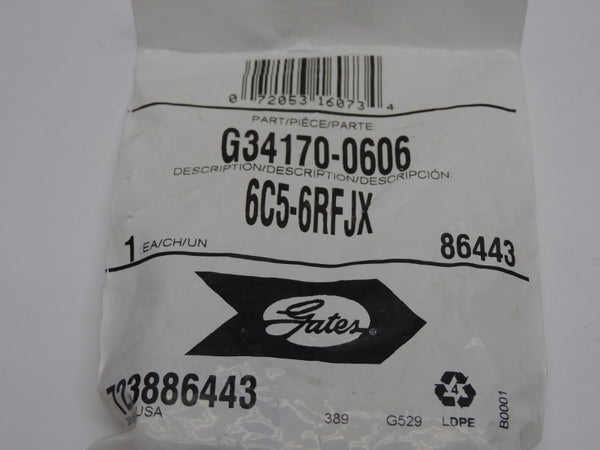 0 72053 16073 4
PART/PIÈCE/PARTE:
G34170-0606
DESCRIPTION/DESCRIPTION/DESCRIPCIÓN:
6C5-6RFJX
1 EA/CH/UN 86443
Gates®
723886443
USA 389 G529 4 LDPE B0001